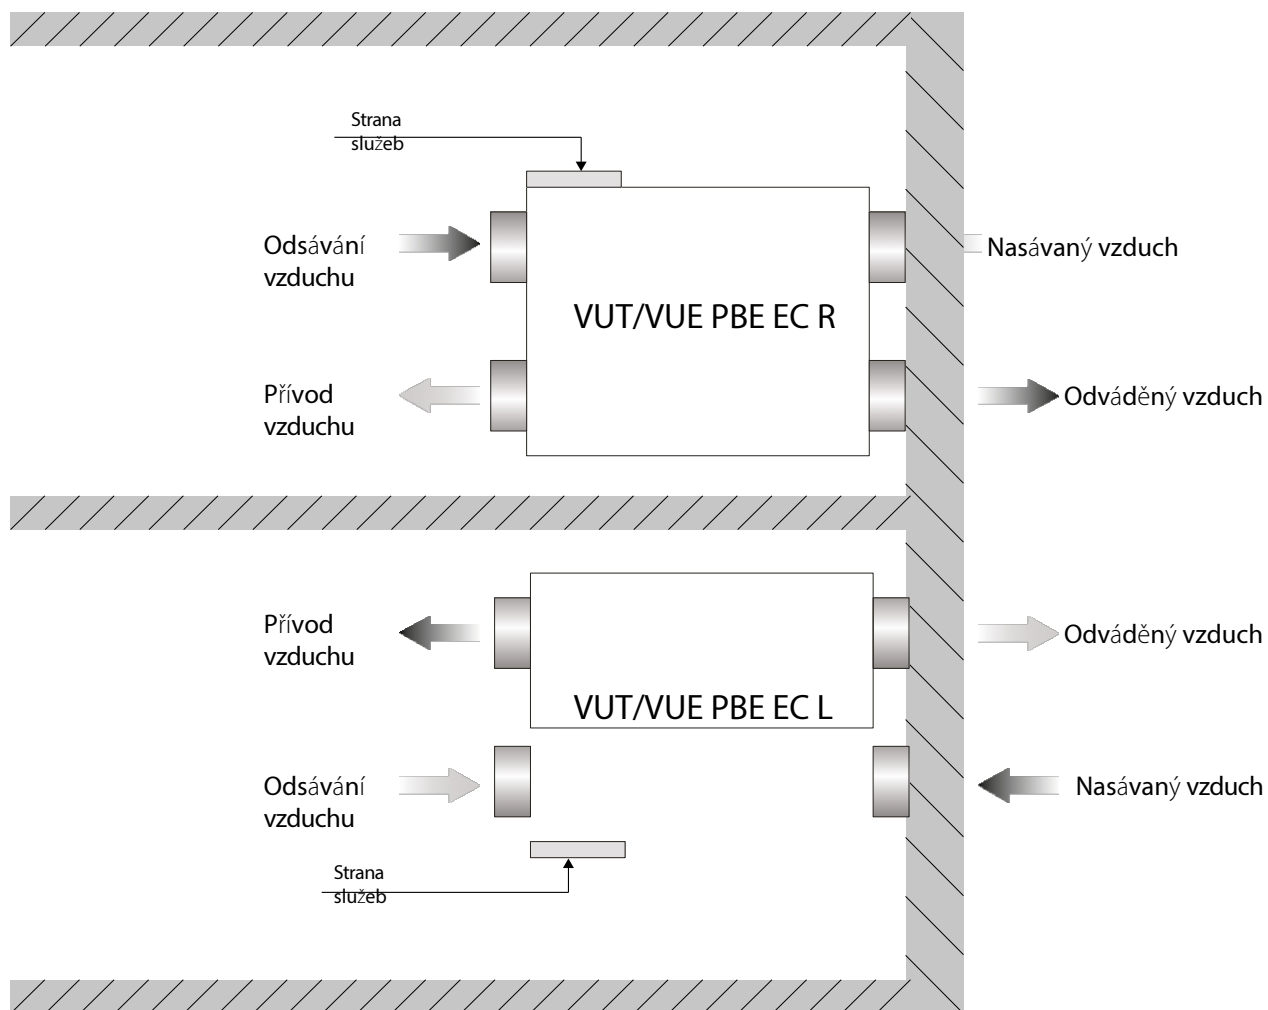 Strana
služeb
Odsávání
vzduchu
Nasávaný vzduch
VUT/VUE PBE EC R
Přívod
vzduchu
Odváděný vzduch
Přívod
vzduchu
Odváděný vzduch
VUT/VUE PBE EC L
Odsávání
vzduchu
Nasávaný vzduch
Strana
služeb